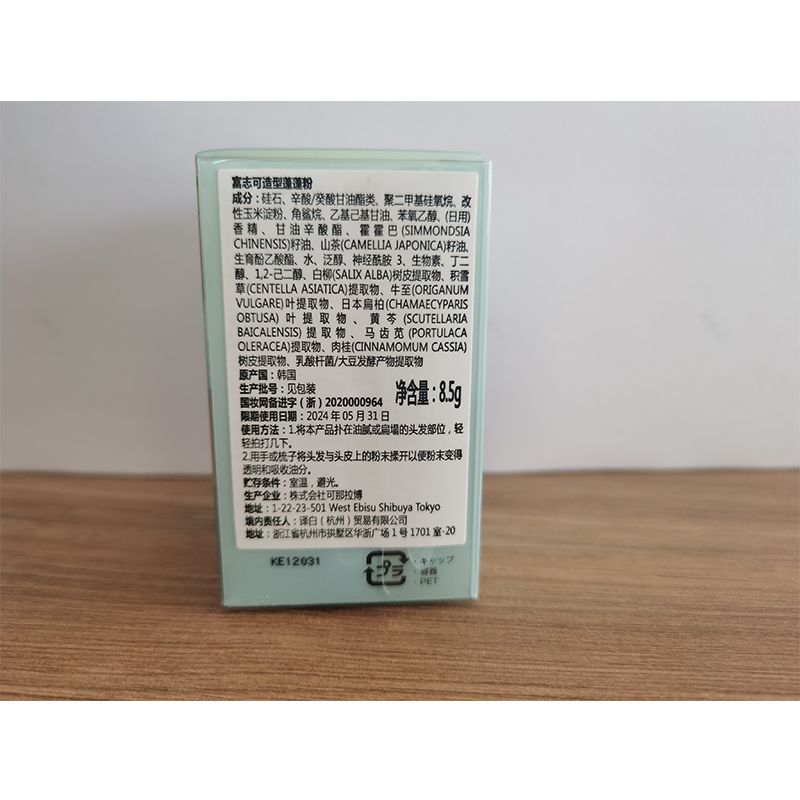 富志可造型蓬蓬粉
成分：硅石、辛酸/癸酸甘油酯类、聚二甲基硅氧烷、改
性玉米淀粉、角鲨烷、乙基己基甘油、苯氧乙醇、(日用)
香精、甘油辛酸酯、霍霍巴(SIMMONDSIA
CHINENSIS)籽油、山茶(CAMELLIA JAPONICA)籽油、
生育酚乙酸酯、水、泛醇、神经酰胺 3、生物素、丁二
醇、1,2-己二醇、白柳(SALIX ALBA)树皮提取物、积雪
草(CENTELLA ASIATICA)提取物、牛至(ORIGANUM
VULGARE)叶提取物、日本扁柏(CHAMAECYPARIS
OBTUSA)叶提取物、黄芩(SCUTELLARIA
BAICALENSIS)提取物、马齿苋(PORTULACA
OLERACEA)提取物、肉桂(CINNAMOMUM CASSIA)
树皮提取物、乳酸杆菌/大豆发酵产物提取物
原产国：韩国
生产批号：见包装
净含量：8.5g
国妆网备进字（浙）2020000964
限期使用日期：2024 年 05 月 31 日
使用方法：1.将本产品扑在油腻或扁塌的头发部位，轻
轻拍打几下。
2.用手或梳子将头发与头皮上的粉末揉开以便粉末变得
透明和吸收油分。
贮存条件：室温，避光。
生产企业：株式会社可那拉博
地址：1-22-23-501 West Ebisu Shibuya Tokyo
境内责任人：译白（杭州）贸易有限公司
地址：浙江省杭州市拱墅区华浙广场 1 号 1701 室-20
KE12031
プラ
・キャップ
・容器
・PET